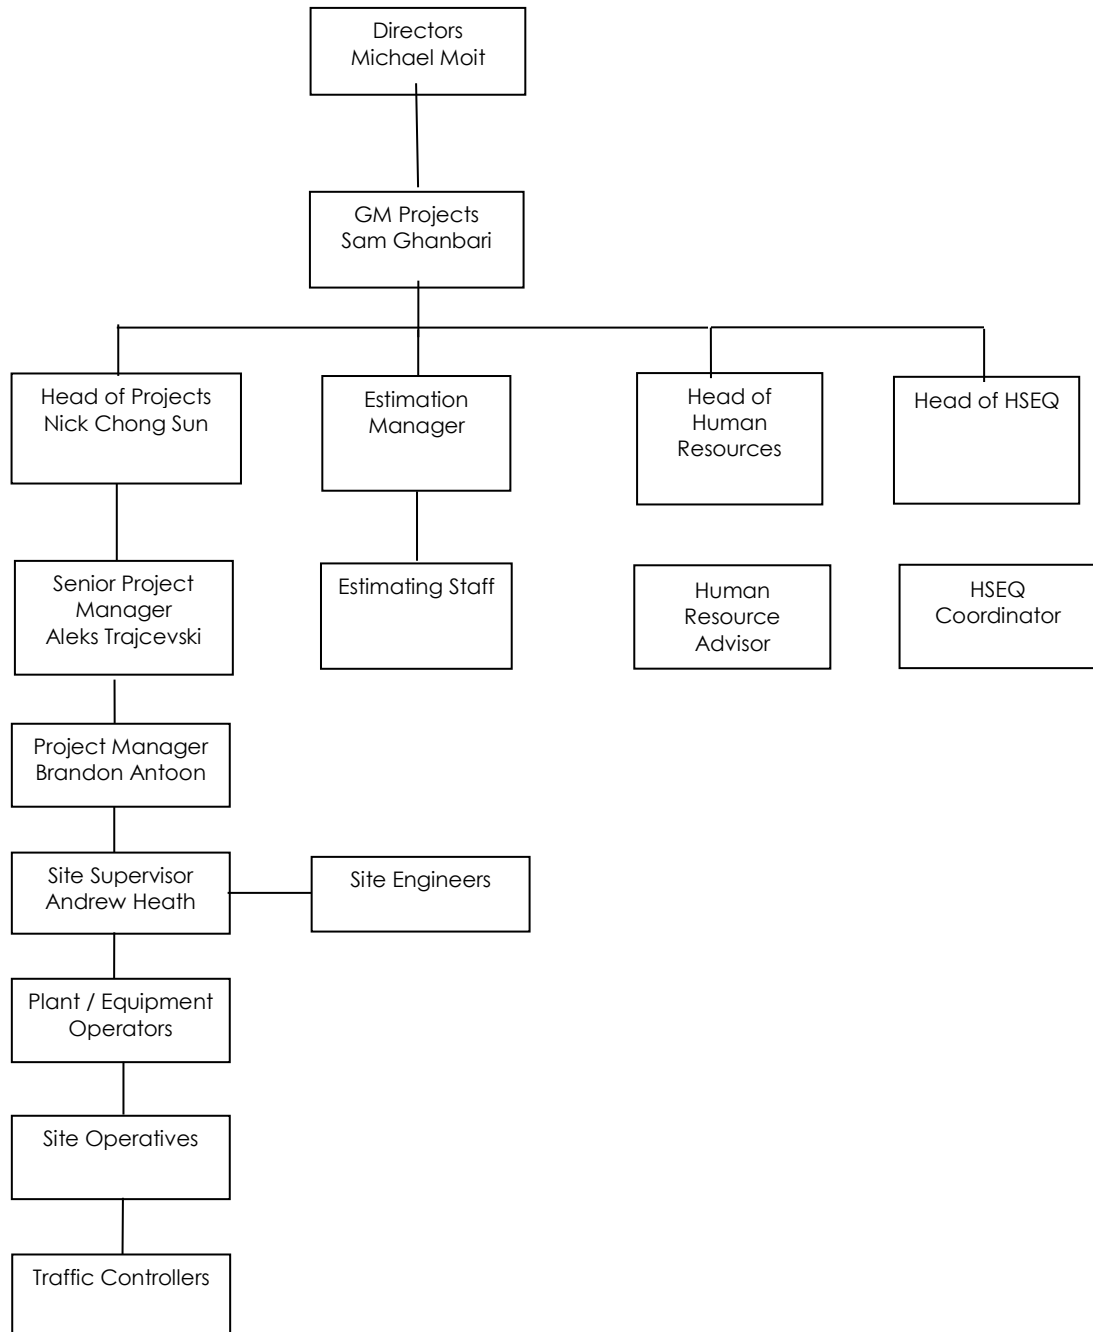 Directors
Michael Moit
GM Projects
Sam Ghanbari
Head of Projects
Nick Chong Sun
Estimation
Manager
Head of
Human
Resources
Head of HSEQ
Senior Project
Manager
Aleks Trajcevski
Estimating Staff
Human
Resource
Advisor
HSEQ
Coordinator
Project Manager
Brandon Antoon
Site Supervisor
Andrew Heath
Site Engineers
Plant / Equipment
Operators
Site Operatives
Traffic Controllers